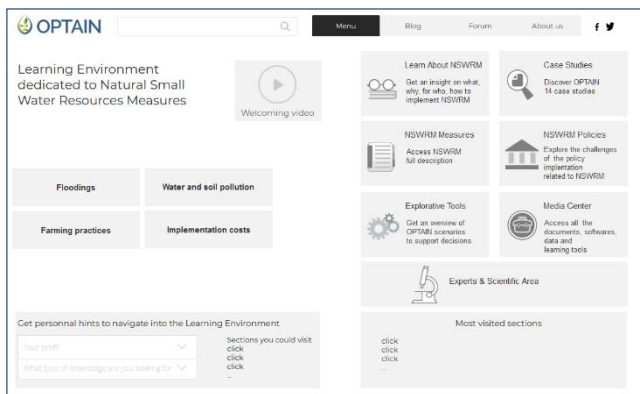 OPTAIN
Menu
Blog
Forum
About us
Learning Environment
dedicated to Natural Small
Water Resources Measures
Welcoming video
Floodings
Water and soil pollution
Farming practices
Implementation costs
Learn About NSWRM
Get an insight on what,
why, for who, how to
implement NSWRM
Case Studies
Discover OPTAIN
14 case studies
NSWRM Measures
Access NSWRM
full description
NSWRM Policies
Explore the challenges
of the policy
implentation
related to NSWRM
Explorative Tools
Get an overview of
OPTAIN scenarios
to support decisions
Media Center
Access all the
documents, softwares,
data and
learning tools
Experts & Scientific Area
Get personnal hints to navigate into the Learning Environment
Your profil
What type of knowledge are you looking for
Sections you could visit
click
click
click
...
Most visited sections
click
click
click
...